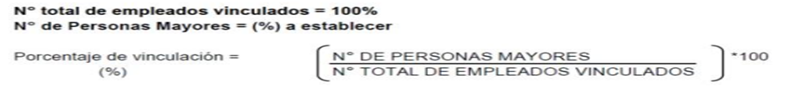 N° total de empleados vinculados = 100%
N° de Personas Mayores = (%) a establecer
Porcentaje de vinculación = (N° DE PERSONAS MAYORES) *100
(%) N° TOTAL DE EMPLEADOS VINCULADOS